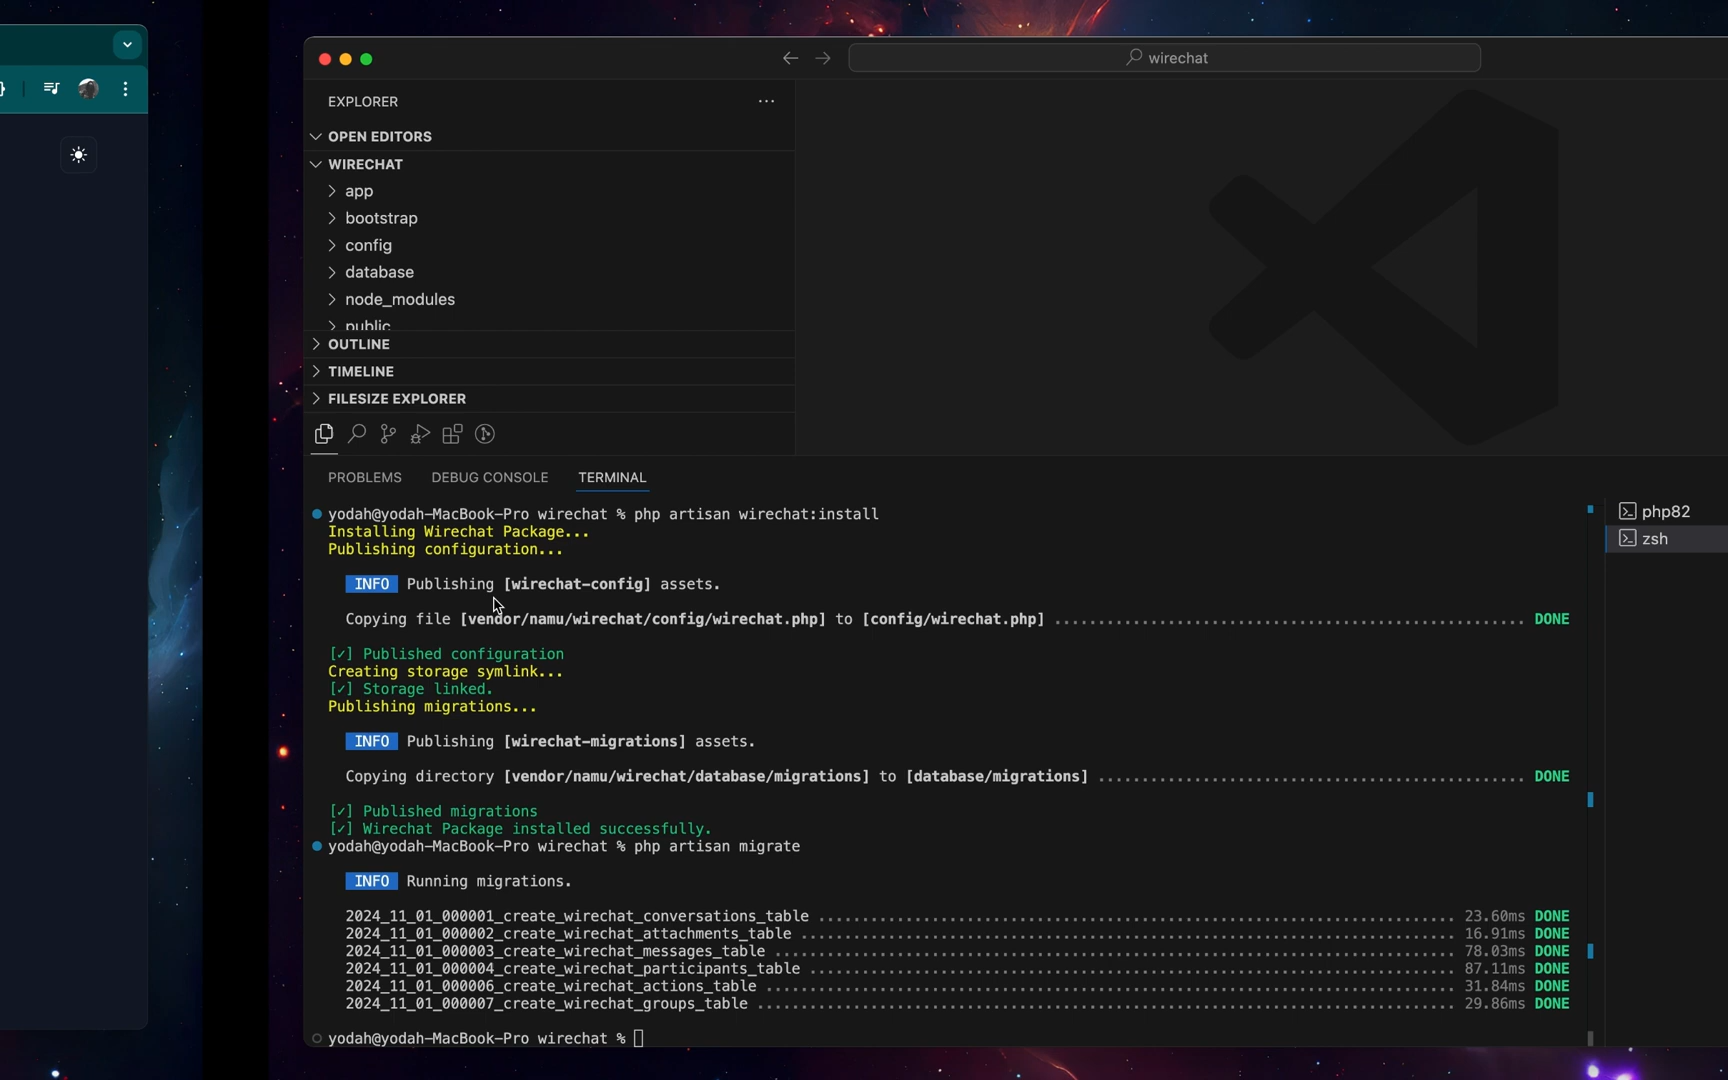 wirechat
EXPLORER
OPEN EDITORS
WIRECHAT
app
bootstrap
config
database
node_modules
public
OUTLINE
TIMELINE
FILESIZE EXPLORER
PROBLEMS DEBUG CONSOLE TERMINAL
yodah@yodah-MacBook-Pro wirechat % php artisan wirechat:install
Installing Wirechat Package...
Publishing configuration...
INFO Publishing [wirechat-config] assets.
Copying file [vendor/namu/wirechat/config/wirechat.php] to [config/wirechat.php] ...................................................... DONE
[✓] Published configuration
Creating storage symlink...
[✓] Storage linked.
Publishing migrations...
INFO Publishing [wirechat-migrations] assets.
Copying directory [vendor/namu/wirechat/database/migrations] to [database/migrations] ................................................. DONE
[✓] Published migrations
[✓] Wirechat Package installed successfully.
yodah@yodah-MacBook-Pro wirechat % php artisan migrate
INFO Running migrations.
2024_11_01_000001_create_wirechat_conversations_table ......................................................................... 23.60ms DONE
2024_11_01_000002_create_wirechat_attachments_table ........................................................................... 16.91ms DONE
2024_11_01_000003_create_wirechat_messages_table .............................................................................. 78.03ms DONE
2024_11_01_000004_create_wirechat_participants_table .......................................................................... 87.11ms DONE
2024_11_01_000006_create_wirechat_actions_table ............................................................................... 31.84ms DONE
2024_11_01_000007_create_wirechat_groups_table ................................................................................ 29.86ms DONE
yodah@yodah-MacBook-Pro wirechat %
php82
zsh